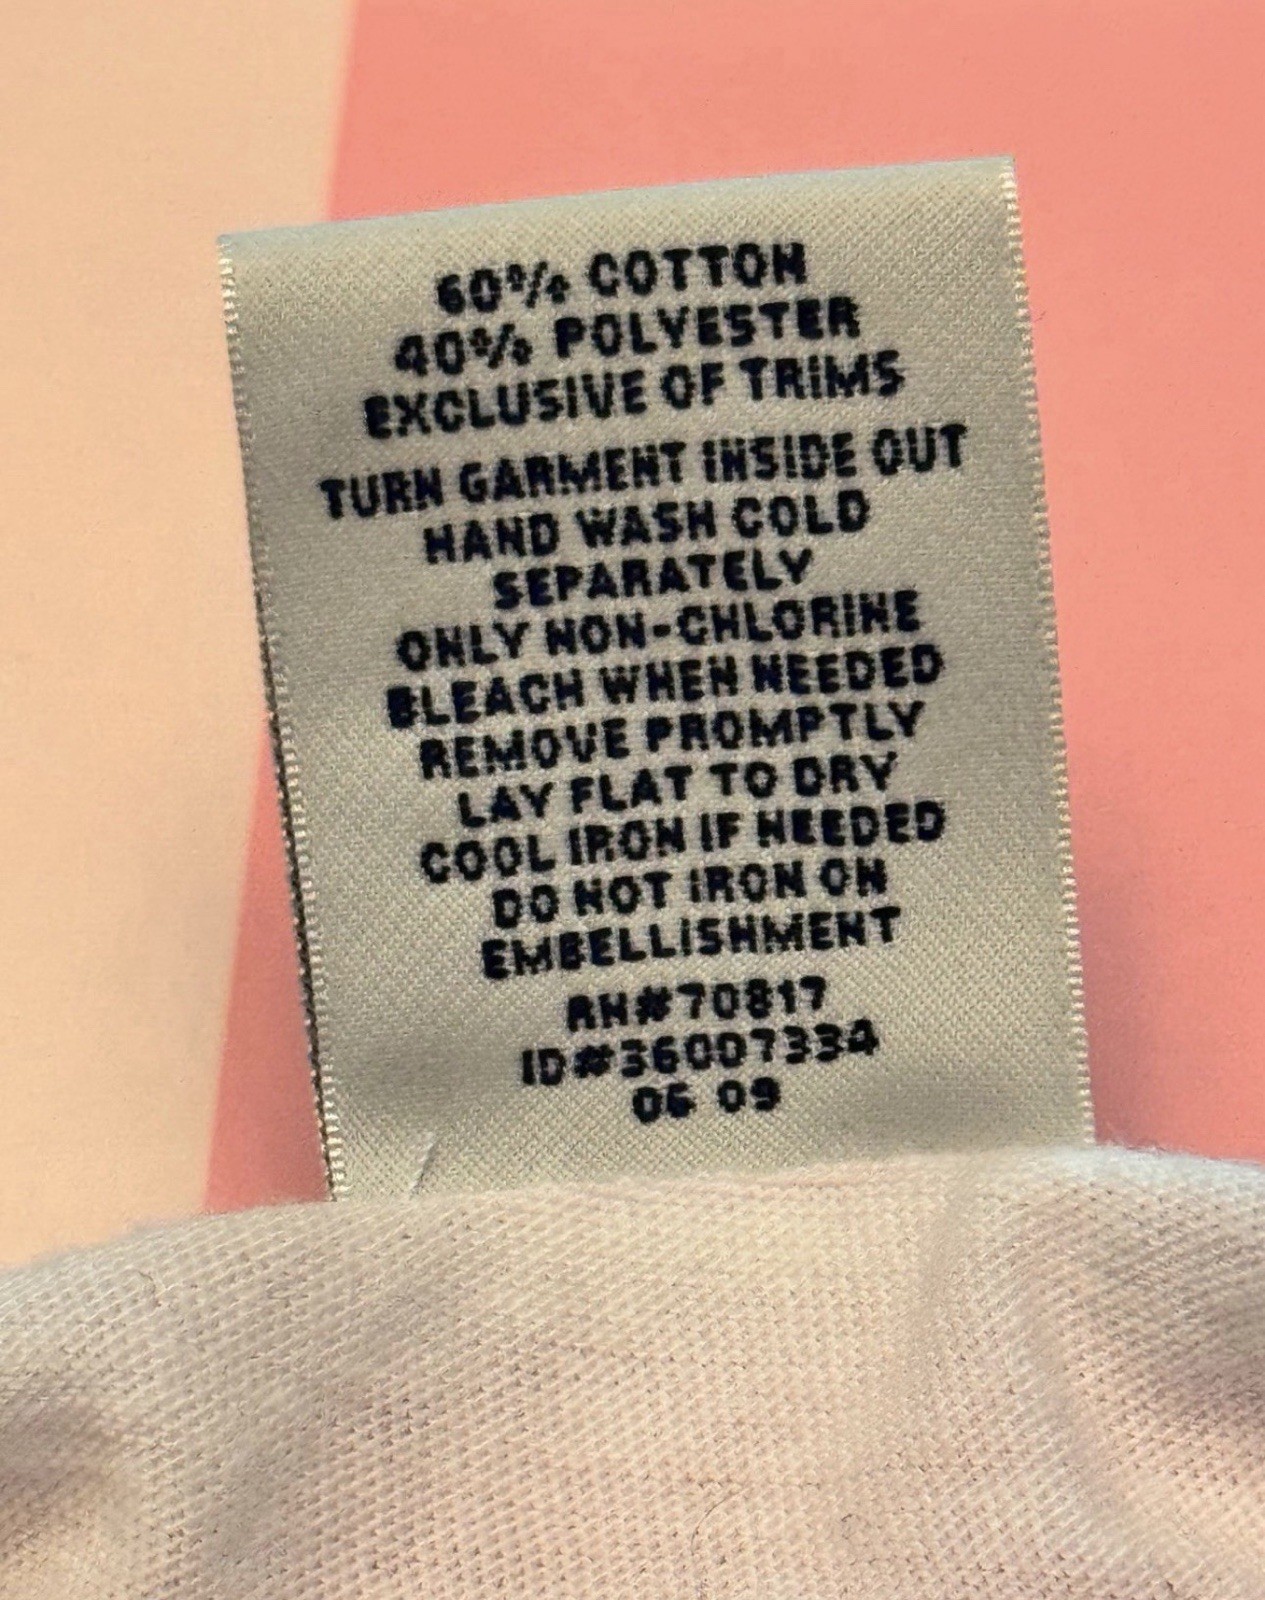 60% COTTON
40% POLYESTER
EXCLUSIVE OF TRIMS
TURN GARMENT INSIDE OUT
HAND WASH COLD
SEPARATELY
ONLY NON-CHLORINE
BLEACH WHEN NEEDED
REMOVE PROMPTLY
LAY FLAT TO DRY
COOL IRON IF NEEDED
DO NOT IRON ON
EMBELLISHMENT
RN#70817
ID#36007334
06 09